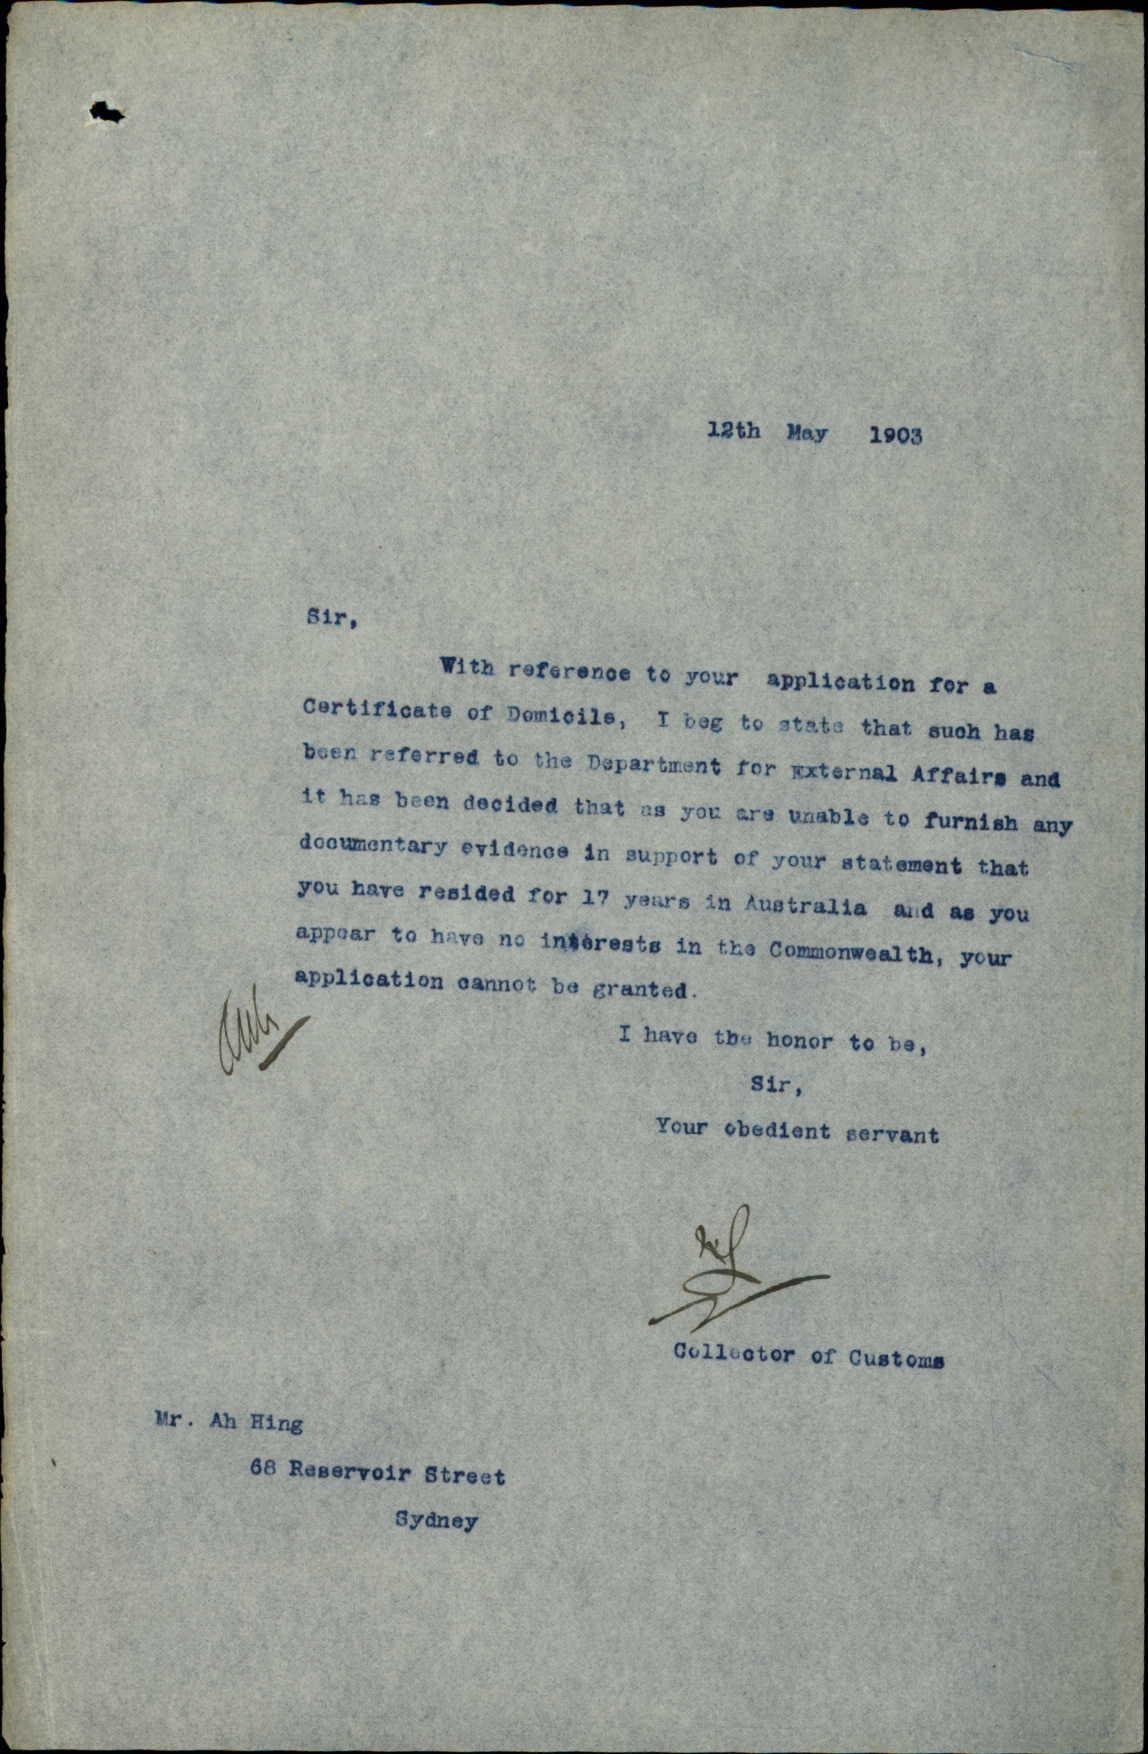 12th May 1903
Sir,
With reference to your application for a
Certificate of Domicile, I beg to state that such has
been referred to the Department for External Affairs and
it has been decided that as you are unable to furnish any
documentary evidence in support of your statement that
you have resided for 17 years in Australia and as you
appear to have no interests in the Commonwealth, your
application cannot be granted.
I have the honor to be,
Sir,
Your obedient servant
Collector of Customs
Mr. Ah Hing
68 Reservoir Street
Sydney